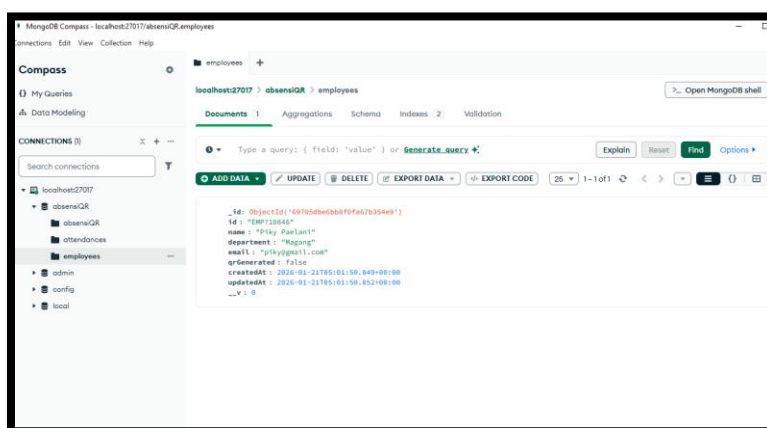 MongoDB Compass - localhost:27017/absensiQR.employees
Connections Edit View Collection Help
Compass
My Queries
Data Modeling
CONNECTIONS (1)
Search connections
localhost:27017
absensiQR
absensiQR
attendances
employees
admin
config
local
employees
localhost:27017 > absensiQR > employees
Open MongoDB shell
Documents 1 Aggregations Schema Indexes 2 Validation
Type a query: { field: 'value' } or Generate query
Explain Reset Find Options
ADD DATA UPDATE DELETE EXPORT DATA EXPORT CODE 25 1-1 of 1
_id: ObjectId('69705dbe6bb8f0fa67b354e9')
id : "EMP718846"
name : "Piky Paelani"
department : "Magang"
email : "piky@gmail.com"
qrGenerated : false
createdAt : 2026-01-21T05:01:50.849+00:00
updatedAt : 2026-01-21T05:01:50.852+00:00
__v : 0